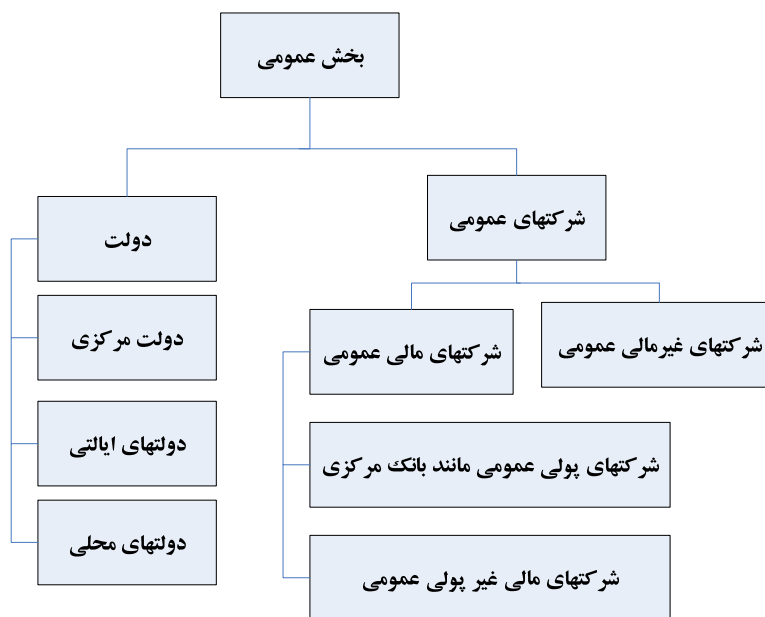 بخش عمومی
شرکتهای عمومی
دولت
شرکتهای غیرمالی عمومی
شرکتهای مالی عمومی
دولت مرکزی
شرکتهای پولی عمومی مانند بانک مرکزی
دولتهای ایالتی
شرکتهای مالی غیر پولی عمومی
دولتهای محلی